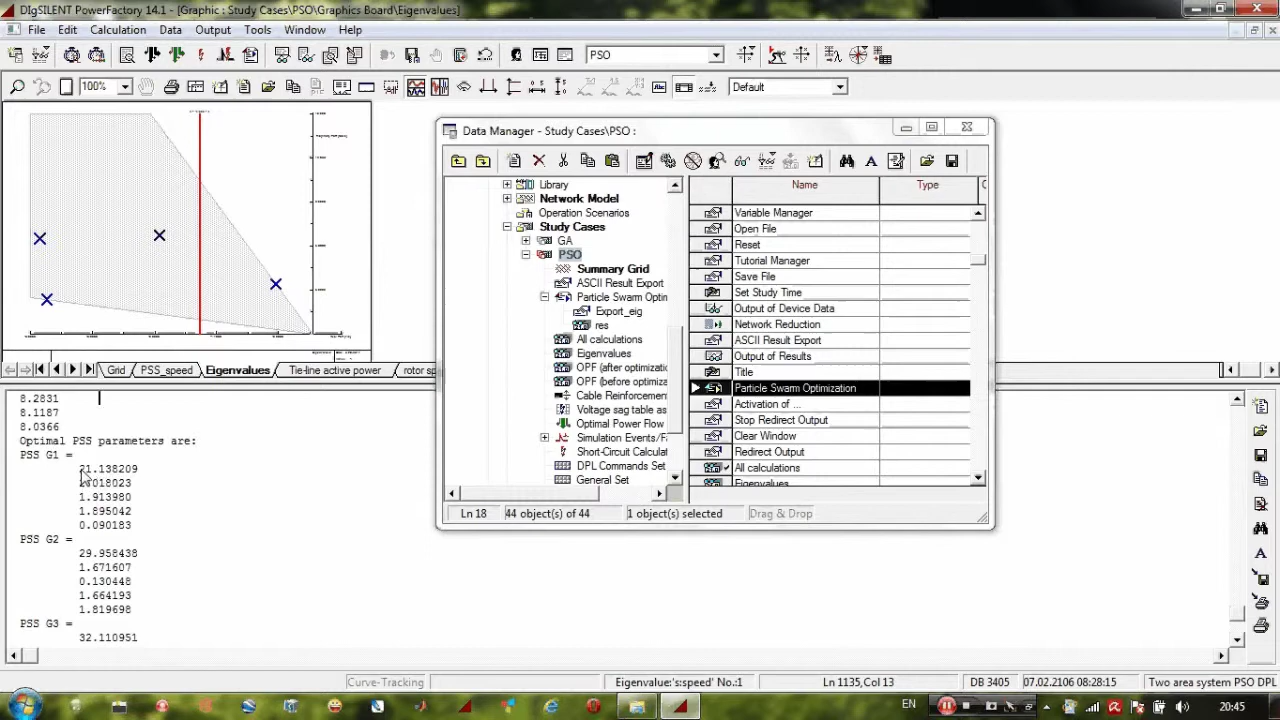 DIgSILENT PowerFactory 14.1 - [Graphic : Study Cases\PSO\Graphics Board\Eigenvalues]
File Edit Calculation Data Output Tools Window Help
PSO
100% Default
Data Manager - Study Cases\PSO :
Name Type
Library
Network Model
Operation Scenarios
Study Cases
GA
PSO
Summary Grid
ASCII Result Export
Particle Swarm Optin
Export_eig
res
All calculations
Eigenvalues
OPF (after optimizatic
OPF (before optimiza
Cable Reinforcement
Voltage sag table as
Optimal Power Flow
Simulation Events/Fa
Short-Circuit Calculat
DPL Commands Set
General Set
Variable Manager
Open File
Reset
Tutorial Manager
Save File
Set Study Time
Output of Device Data
Network Reduction
ASCII Result Export
Output of Results
Title
Particle Swarm Optimization
Activation of ...
Stop Redirect Output
Clear Window
Redirect Output
All calculations
Eigenvalues
Ln 18 44 object(s) of 44 1 object(s) selected Drag & Drop
Grid PSS_speed Eigenvalues Tie-line active power rotor sp
8.2831
8.1187
8.0366
Optimal PSS parameters are:
PSS G1 =
21.138209
018023
1.913980
1.895042
0.090183
PSS G2 =
29.958438
1.671607
0.130448
1.664193
1.819698
PSS G3 =
32.110951
Curve-Tracking Eigenvalue:'s:speed' No.:1 Ln 1135,Col 13 DB 3405 07.02.2106 08:28:15 Two area system PSO DPL
EN 20:45